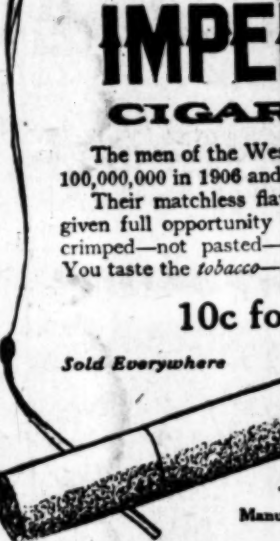 IMPE
CIGAR
The men of the We
100,000,000 in 1906 and
Their matchless fla
given full opportunity
crimped—not pasted—
You taste the tobacco—
10c fo
Sold Everywhere
Manu